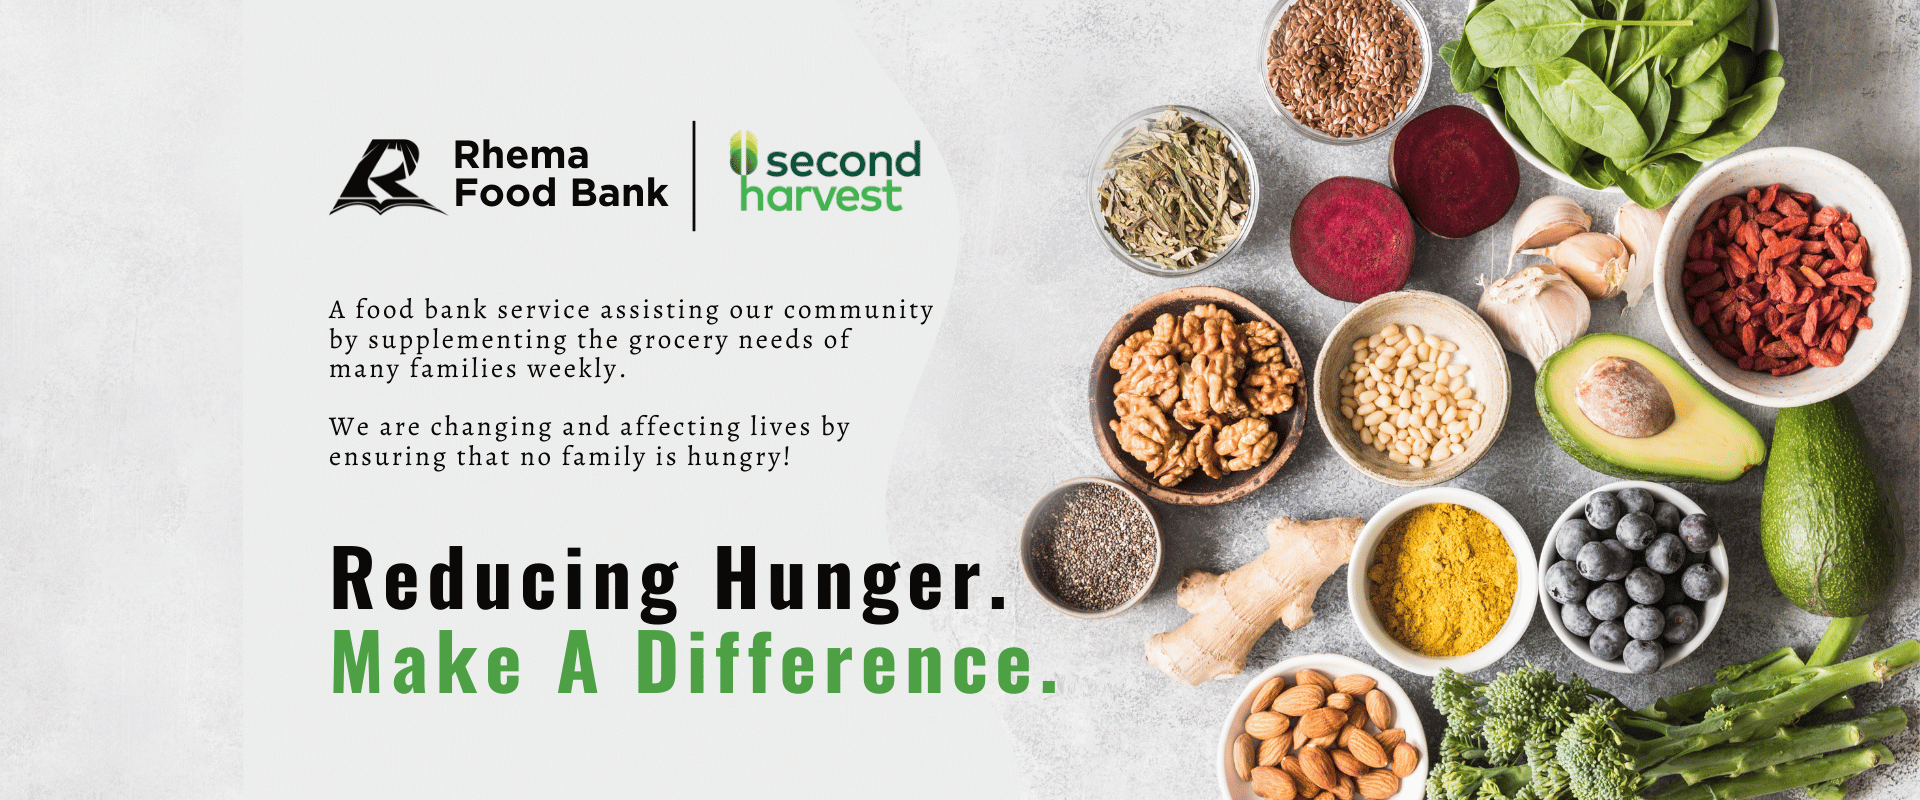 Rhema
Food Bank
second
harvest
A food bank service assisting our community
by supplementing the grocery needs of
many families weekly.
We are changing and affecting lives by
ensuring that no family is hungry!
Reducing Hunger.
Make A Difference.